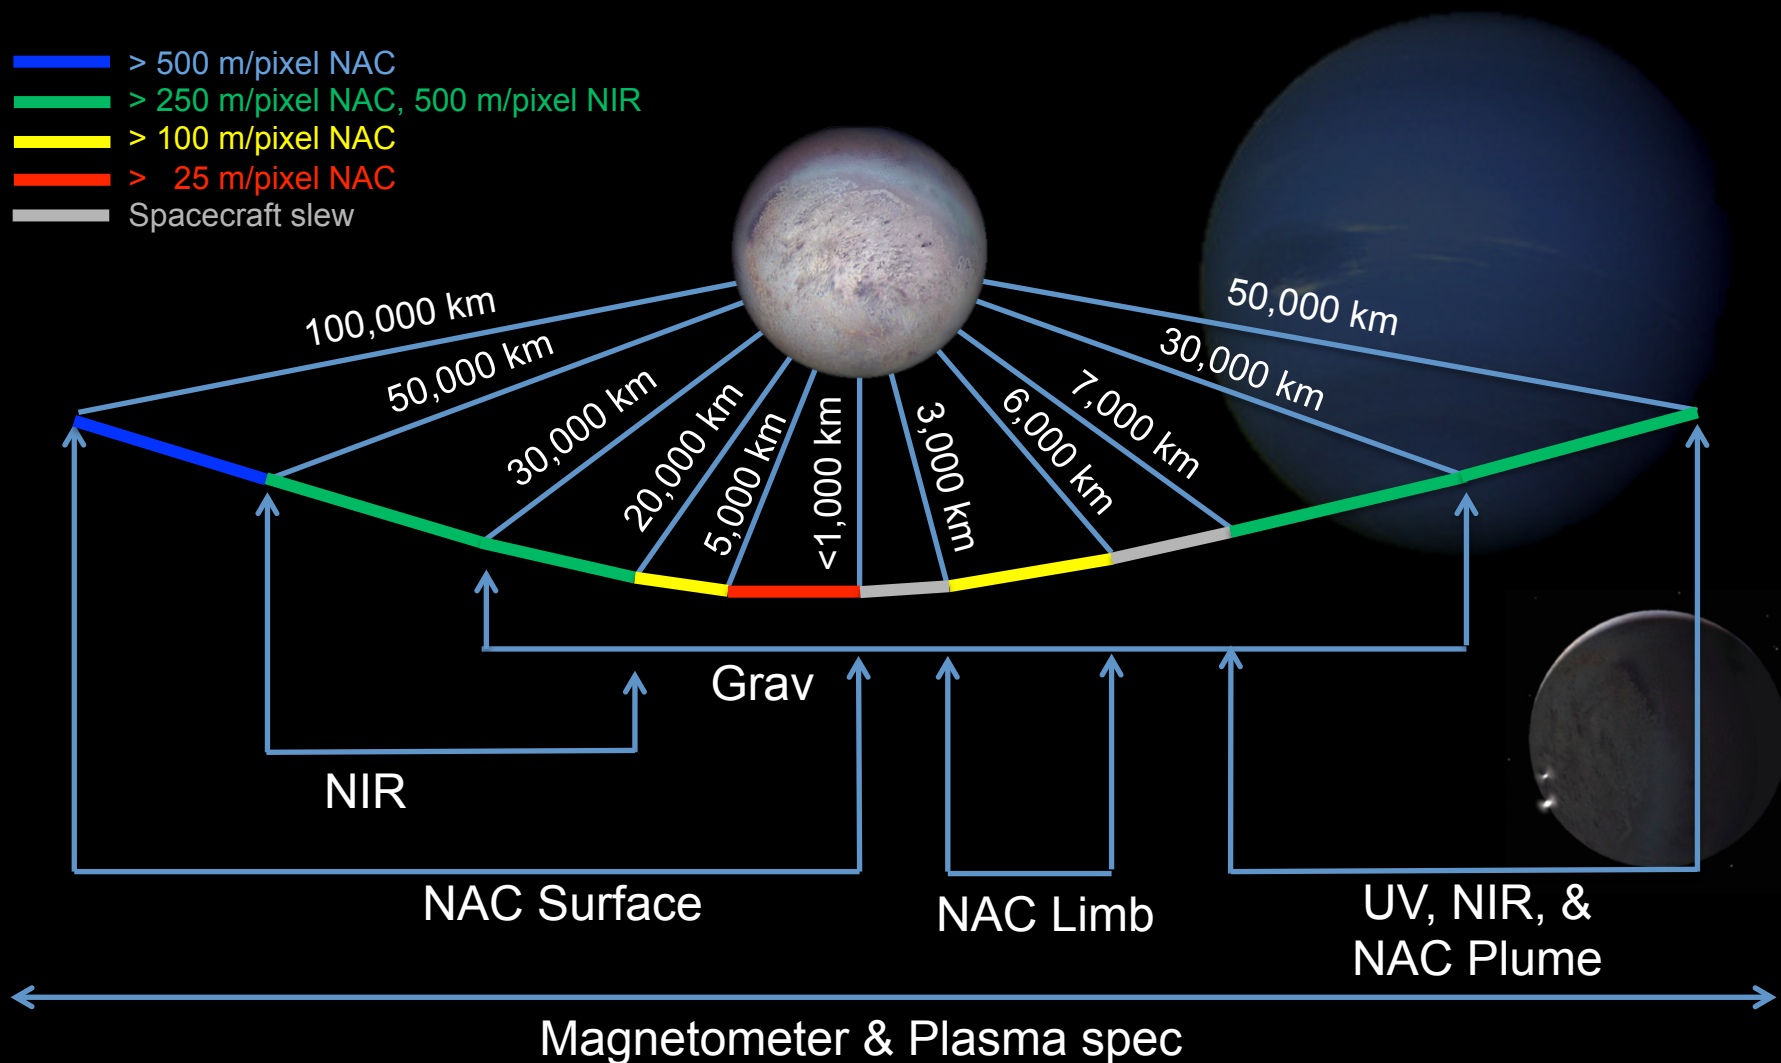 > 500 m/pixel NAC
> 250 m/pixel NAC, 500 m/pixel NIR
> 100 m/pixel NAC
> 25 m/pixel NAC
Spacecraft slew
100,000 km
50,000 km
30,000 km
20,000 km
5,000 km
<1,000 km
3,000 km
6,000 km
7,000 km
30,000 km
50,000 km
Grav
NIR
NAC Surface
NAC Limb
UV, NIR, &
NAC Plume
Magnetometer & Plasma spec